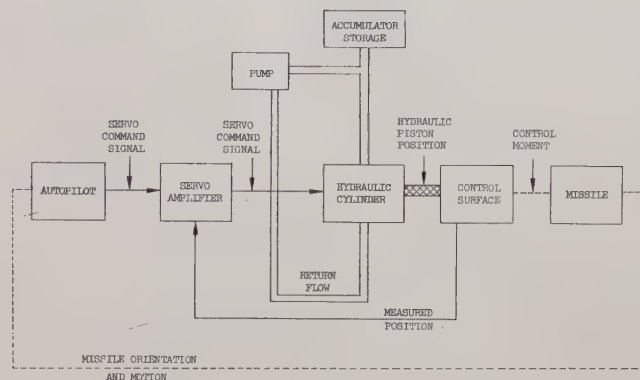 ACCUMULATOR
STORAGE
PUMP
SERVO
COMMAND
SIGNAL
SERVO
COMMAND
SIGNAL
HYDRAULIC
PISTON
POSITION
CONTROL
MOMENT
AUTOPILOT
SERVO
AMPLIFIER
HYDRAULIC
CYLINDER
CONTROL
SURFACE
MISSILE
RETURN
FLOW
MEASURED
POSITION
MISSILE ORIENTATION
AND MOTION